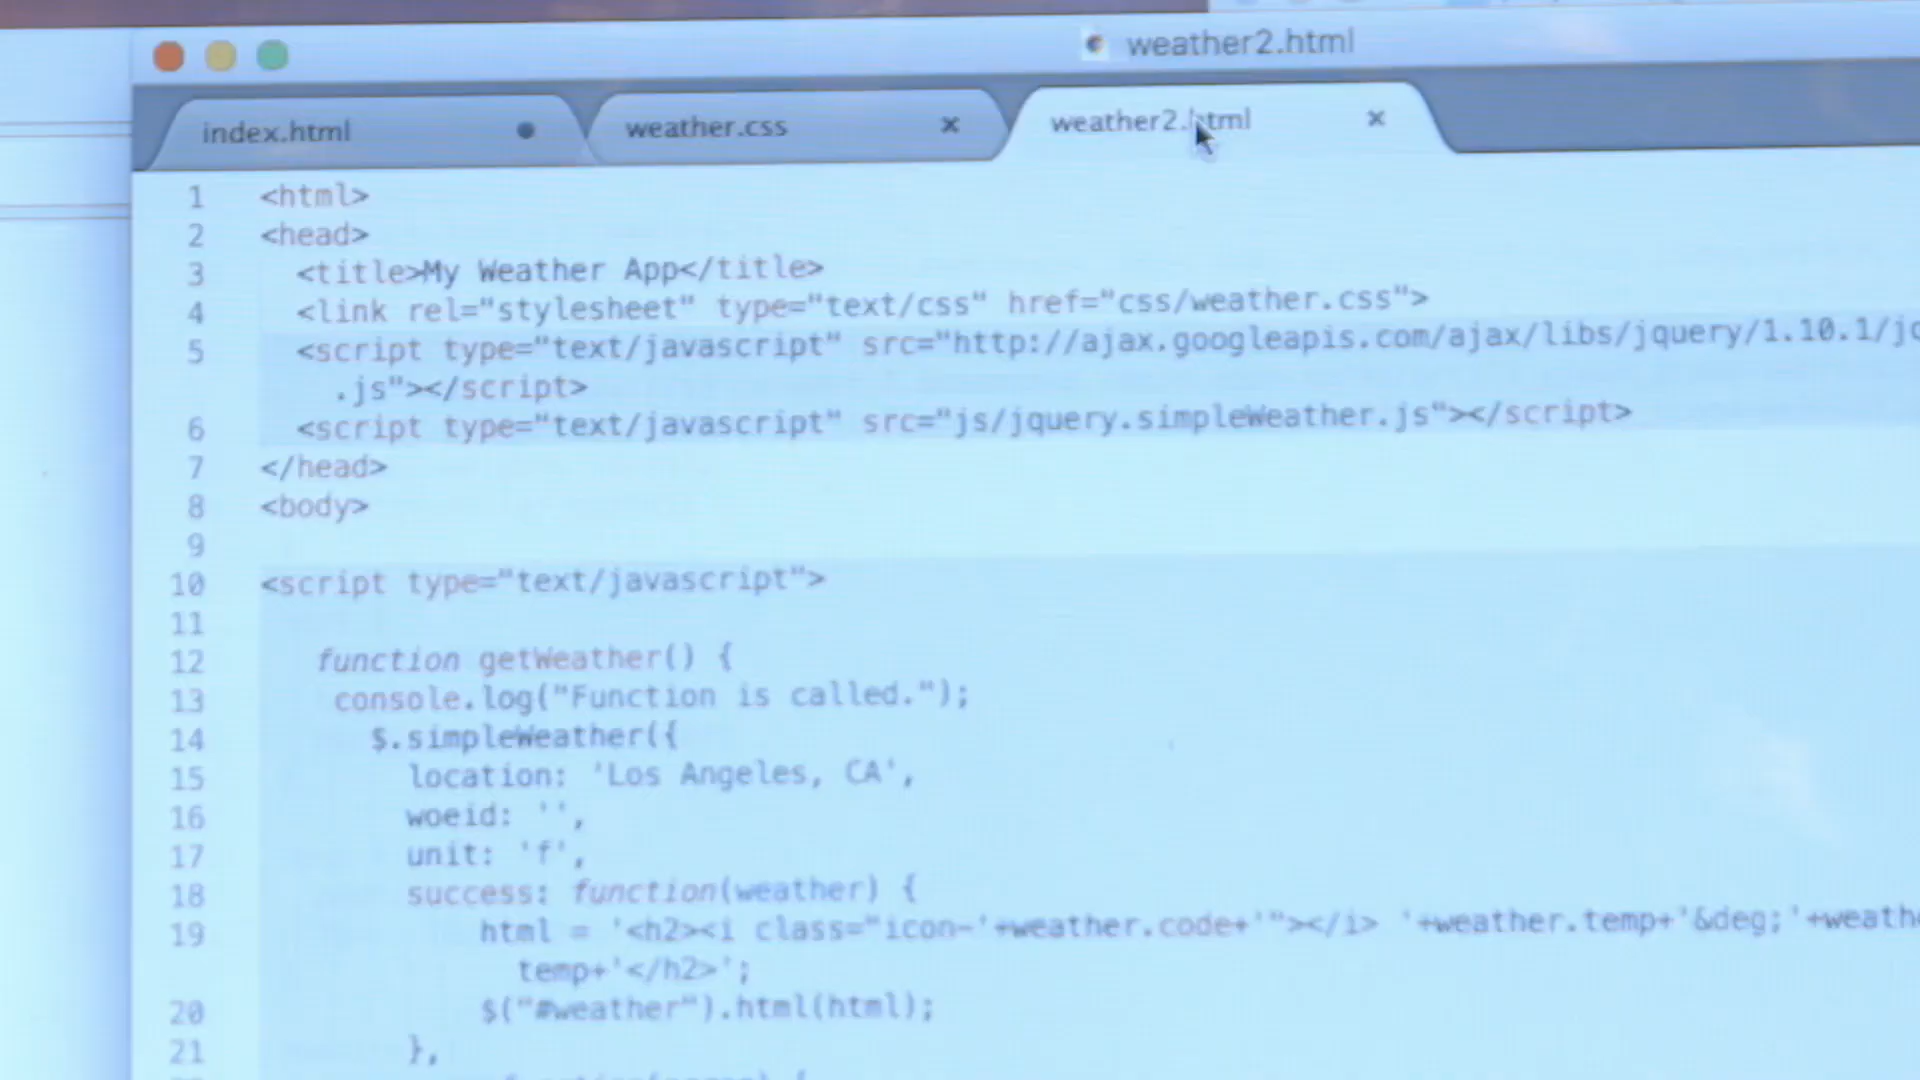 weather2.html
index.html
weather.css
weather2.html
1 <html>
2 <head>
3 <title>My Weather App</title>
4 <link rel="stylesheet" type="text/css" href="css/weather.css">
5 <script type="text/javascript" src="http://ajax.googleapis.com/ajax/libs/jquery/1.10.1/jq
.js"></script>
6 <script type="text/javascript" src="js/jquery.simpleWeather.js"></script>
7 </head>
8 <body>
9
10 <script type="text/javascript">
11
12 function getWeather() {
13 console.log("Function is called.");
14 $.simpleWeather({
15 location: 'Los Angeles, CA',
16 woeid: '',
17 unit: 'f',
18 success: function(weather) {
19 html = '<h2><i class="icon-'+weather.code+'"></i> '+weather.temp+'&deg;'+weath
temp+'</h2>';
20 $("#weather").html(html);
21 },